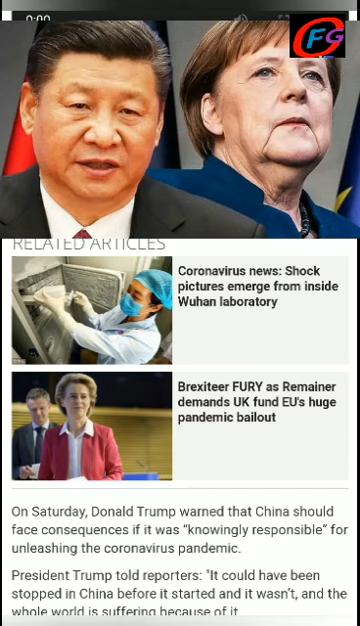 0:00
CFG
RELATED ARTICLES
Coronavirus news: Shock
pictures emerge from inside
Wuhan laboratory
Brexiteer FURY as Remainer
demands UK fund EU's huge
pandemic bailout
On Saturday, Donald Trump warned that China should
face consequences if it was “knowingly responsible” for
unleashing the coronavirus pandemic.
President Trump told reporters: "It could have been
stopped in China before it started and it wasn’t, and the
whole world is suffering because of it